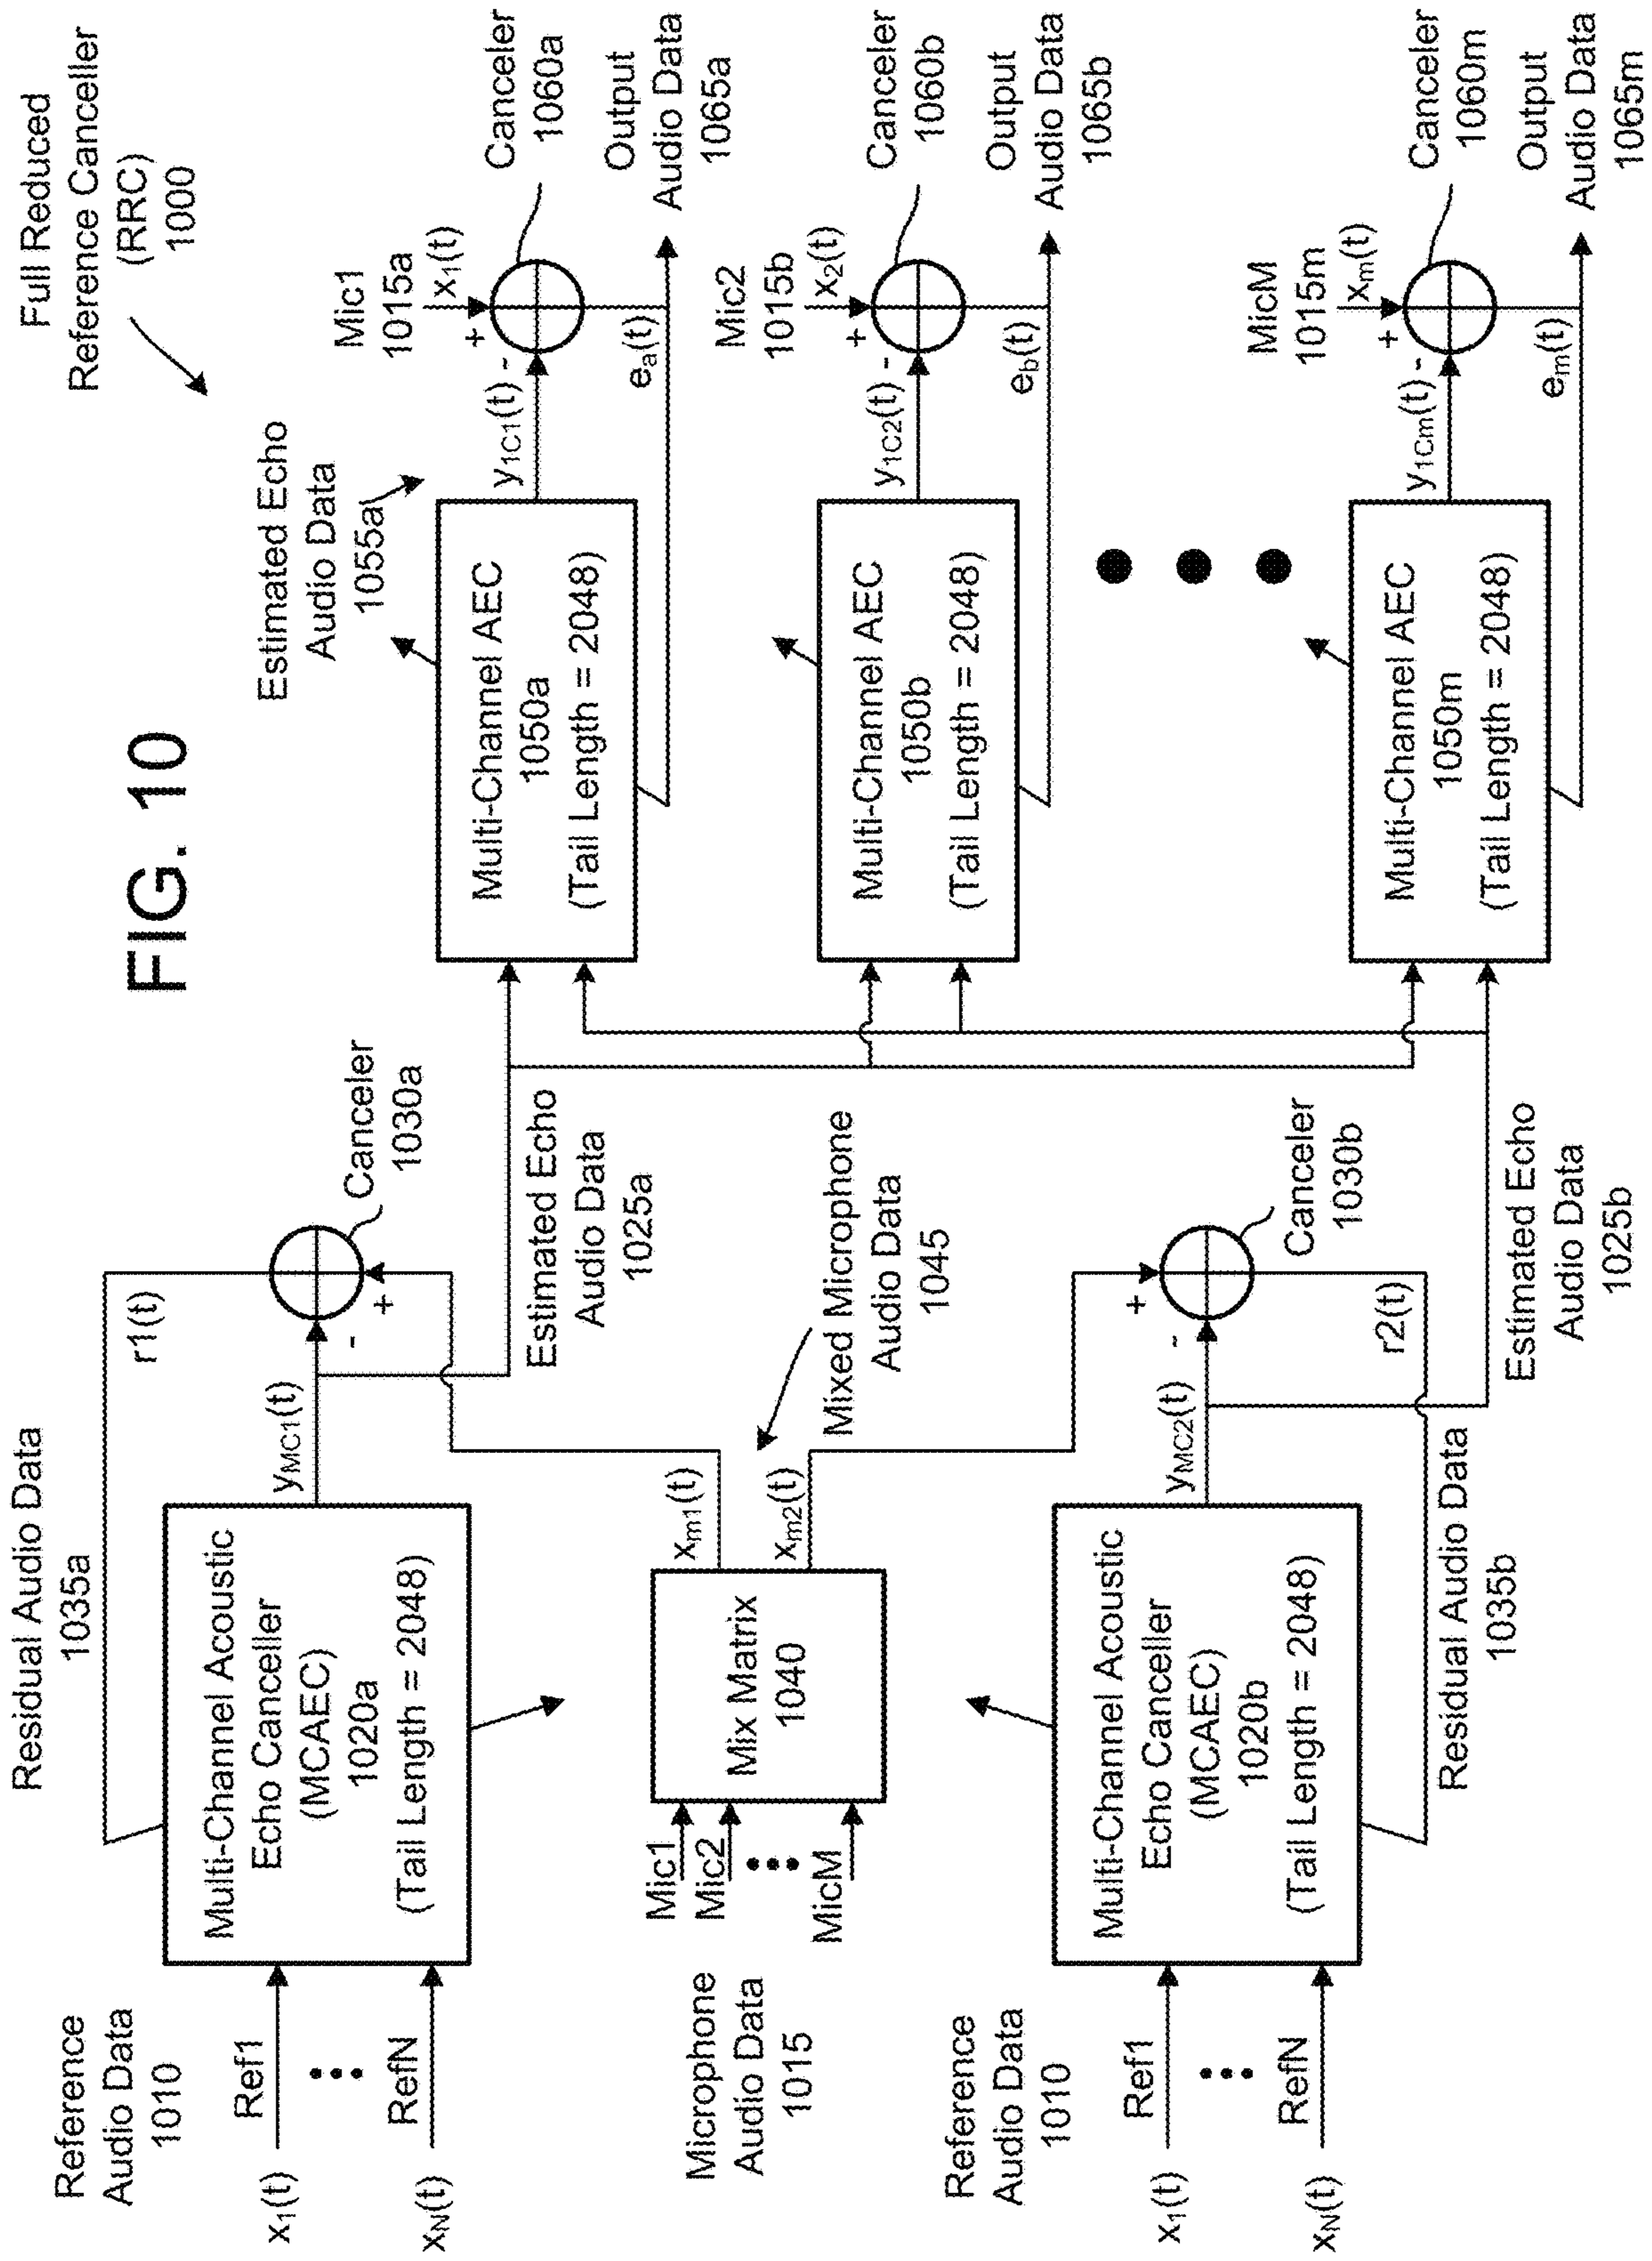 FIG. 10
Full Reduced
Reference Canceller
(RRC)
1000
Residual Audio Data
1035a
Reference
Audio Data
1010
x1(t)
Ref1
RefN
xN(t)
Multi-Channel Acoustic
Echo Canceller
(MCAEC)
1020a
(Tail Length = 2048)
yMC1(t)
r1(t)
-
+
Canceler
1030a
Estimated Echo
Audio Data
1025a
Microphone
Audio Data
1015
Mic1
Mic2
MicM
Mix Matrix
1040
xm1(t)
xm2(t)
Mixed Microphone
Audio Data
1045
Reference
Audio Data
1010
x1(t)
Ref1
RefN
xN(t)
Multi-Channel Acoustic
Echo Canceller
(MCAEC)
1020b
(Tail Length = 2048)
yMC2(t)
+
-
r2(t)
Canceler
1030b
Residual Audio Data
1035b
Estimated Echo
Audio Data
1025b
Estimated Echo
Audio Data
1055a
Multi-Channel AEC
1050a
(Tail Length = 2048)
y1C1(t)
-
+
Mic1
1015a
x1(t)
ea(t)
Canceler
1060a
Output
Audio Data
1065a
Multi-Channel AEC
1050b
(Tail Length = 2048)
y1C2(t)
-
+
Mic2
1015b
x2(t)
eb(t)
Canceler
1060b
Output
Audio Data
1065b
Multi-Channel AEC
1050m
(Tail Length = 2048)
y1Cm(t)
-
+
MicM
1015m
xm(t)
em(t)
Canceler
1060m
Output
Audio Data
1065m